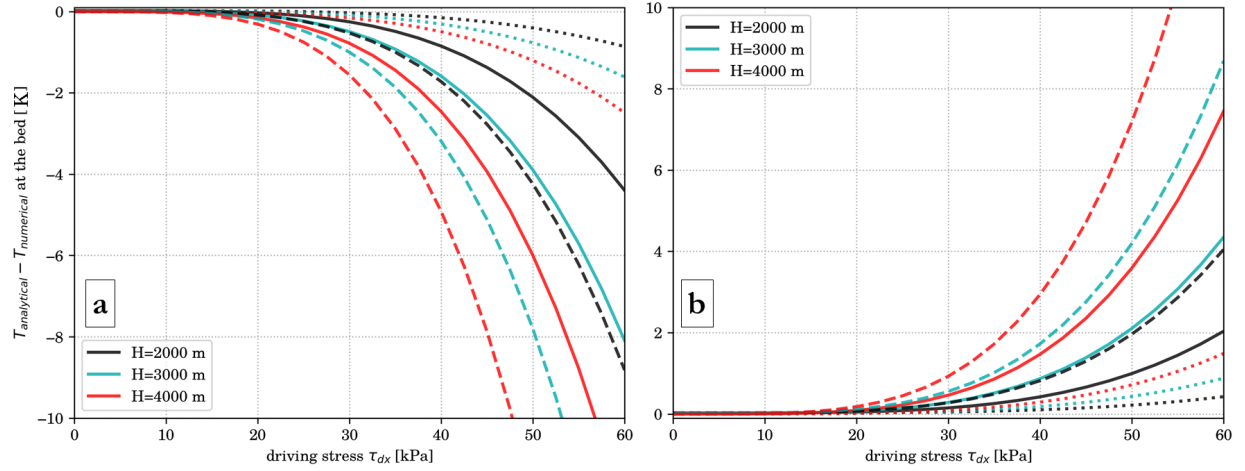 0
−2
−4
−6
−8
−10
T_analytical − T_numerical at the bed [ K]
a
H=2000 m
H=3000 m
H=4000 m
0 10 20 30 40 50 60
driving stress τ_dx [kPa]
10
8
6
4
2
0
H=2000 m
H=3000 m
H=4000 m
b
0 10 20 30 40 50 60
driving stress τ_dx [kPa]